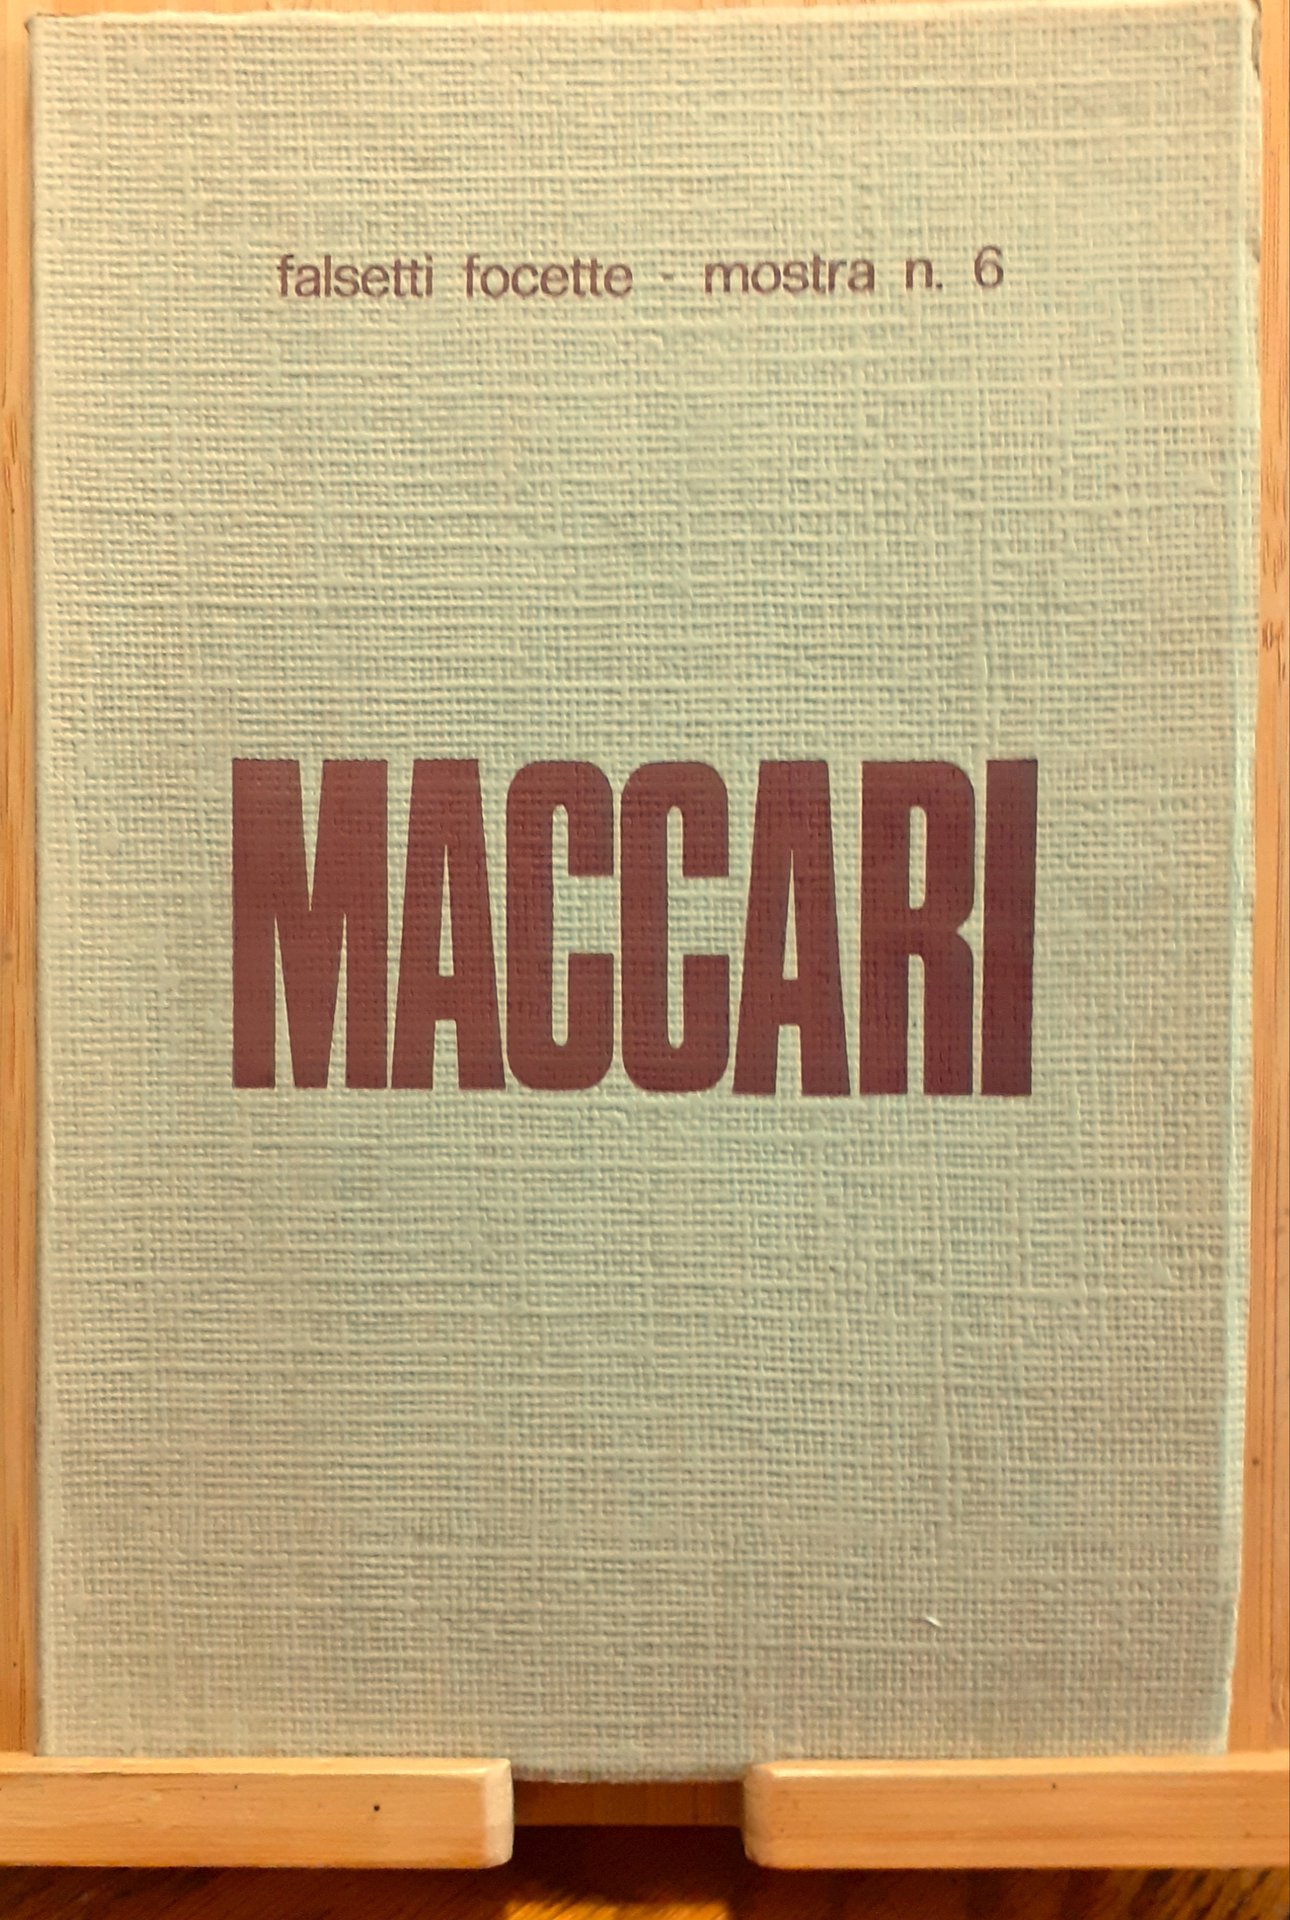 falsetti focette - mostra n. 6
MACCARI